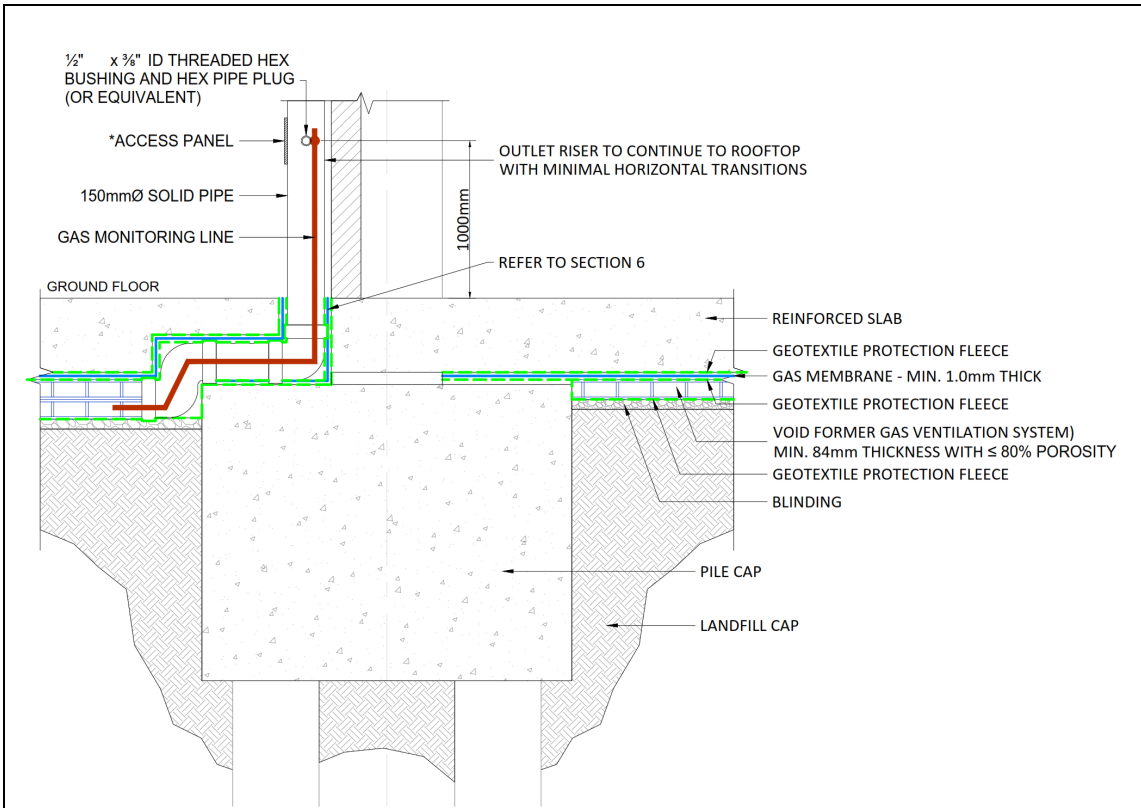 ½" x ⅜" ID THREADED HEX
BUSHING AND HEX PIPE PLUG
(OR EQUIVALENT)
*ACCESS PANEL
150mmØ SOLID PIPE
GAS MONITORING LINE
GROUND FLOOR
OUTLET RISER TO CONTINUE TO ROOFTOP
WITH MINIMAL HORIZONTAL TRANSITIONS
1000mm
REFER TO SECTION 6
REINFORCED SLAB
GEOTEXTILE PROTECTION FLEECE
GAS MEMBRANE - MIN. 1.0mm THICK
GEOTEXTILE PROTECTION FLEECE
VOID FORMER GAS VENTILATION SYSTEM)
MIN. 84mm THICKNESS WITH ≤ 80% POROSITY
GEOTEXTILE PROTECTION FLEECE
BLINDING
PILE CAP
LANDFILL CAP